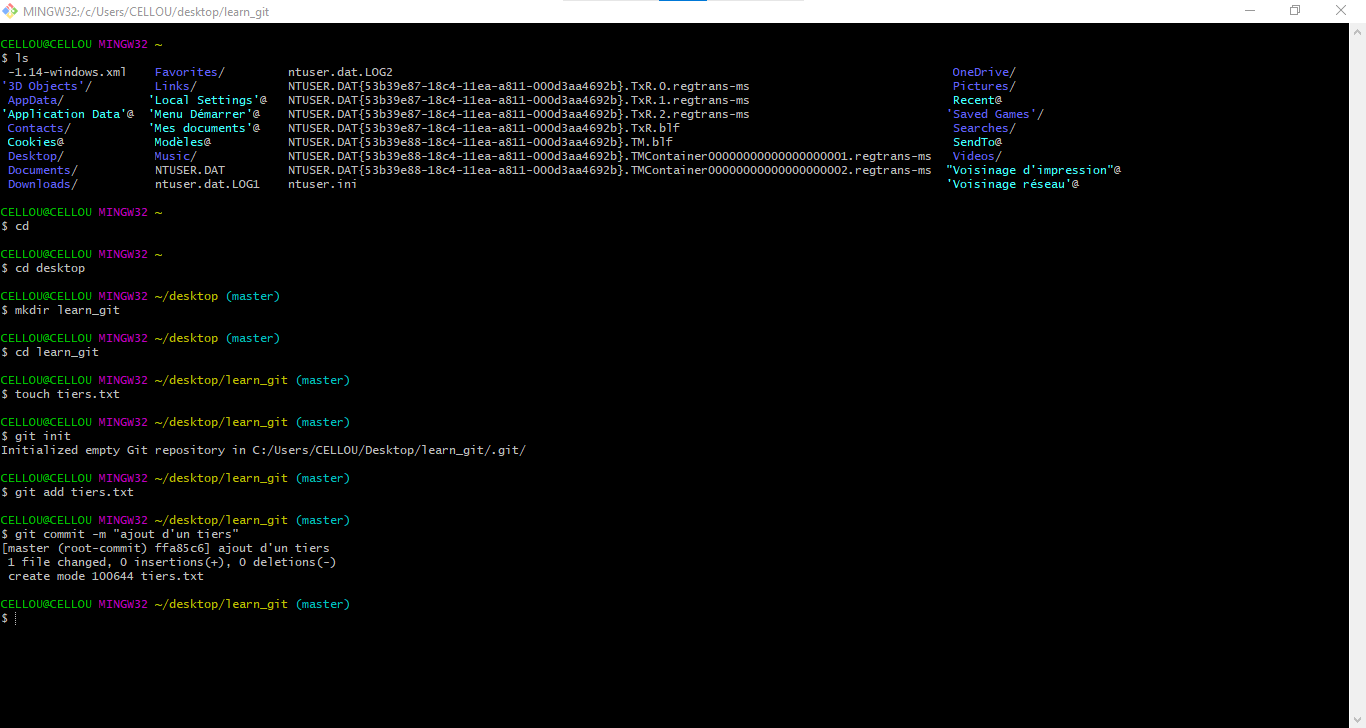 MINGW32:/c/Users/CELLOU/desktop/learn_git
CELLOU@CELLOU MINGW32 ~
$ ls
-1.14-windows.xml    Favorites/         ntuser.dat.LOG2                                                                                OneDrive/
'3D Objects'/         Links/             NTUSER.DAT{53b39e87-18c4-11ea-a811-000d3aa4692b}.TxR.0.regtrans-ms                             Pictures/
AppData/            'Local Settings'@   NTUSER.DAT{53b39e87-18c4-11ea-a811-000d3aa4692b}.TxR.1.regtrans-ms                             Recent@
'Application Data'@  'Menu Démarrer'@    NTUSER.DAT{53b39e87-18c4-11ea-a811-000d3aa4692b}.TxR.2.regtrans-ms                            'Saved Games'/
Contacts/           'Mes documents'@    NTUSER.DAT{53b39e87-18c4-11ea-a811-000d3aa4692b}.TxR.blf                                       Searches/
Cookies@             Modèles@           NTUSER.DAT{53b39e88-18c4-11ea-a811-000d3aa4692b}.TM.blf                                        SendTo@
Desktop/             Music/             NTUSER.DAT{53b39e88-18c4-11ea-a811-000d3aa4692b}.TMContainer00000000000000000001.regtrans-ms   Videos/
Documents/           NTUSER.DAT         NTUSER.DAT{53b39e88-18c4-11ea-a811-000d3aa4692b}.TMContainer00000000000000000002.regtrans-ms  "Voisinage d'impression"@
Downloads/           ntuser.dat.LOG1    ntuser.ini                                                                                    'Voisinage réseau'@
CELLOU@CELLOU MINGW32 ~
$ cd
CELLOU@CELLOU MINGW32 ~
$ cd desktop
CELLOU@CELLOU MINGW32 ~/desktop (master)
$ mkdir learn_git
CELLOU@CELLOU MINGW32 ~/desktop (master)
$ cd learn_git
CELLOU@CELLOU MINGW32 ~/desktop/learn_git (master)
$ touch tiers.txt
CELLOU@CELLOU MINGW32 ~/desktop/learn_git (master)
$ git init
Initialized empty Git repository in C:/Users/CELLOU/Desktop/learn_git/.git/
CELLOU@CELLOU MINGW32 ~/desktop/learn_git (master)
$ git add tiers.txt
CELLOU@CELLOU MINGW32 ~/desktop/learn_git (master)
$ git commit -m "ajout d'un tiers"
[master (root-commit) ffa85c6] ajout d'un tiers
1 file changed, 0 insertions(+), 0 deletions(-)
create mode 100644 tiers.txt
CELLOU@CELLOU MINGW32 ~/desktop/learn_git (master)
$